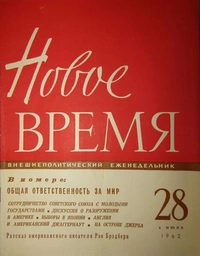 Новое
ВРЕМЯ
ВНЕШНЕПОЛИТИЧЕСКИЙ ЕЖЕНЕДЕЛЬНИК
В номере:
ОБЩАЯ ОТВЕТСТВЕННОСТЬ ЗА МИР
СОТРУДНИЧЕСТВО СОВЕТСКОГО СОЮЗА С МОЛОДЫМИ
ГОСУДАРСТВАМИ • ДИСКУССИЯ О РАЗОРУЖЕНИИ
В АМЕРИКЕ • ВЫБОРЫ В ЯПОНИИ • АНГЛИЯ
И АМЕРИКАНСКИЙ ДЖАГГЕРНАУТ • НА ОСТРОВЕ ДЖЕРБА
28
ИЮЛЯ
1962
Рассказ американского писателя Рэя Брэдбери